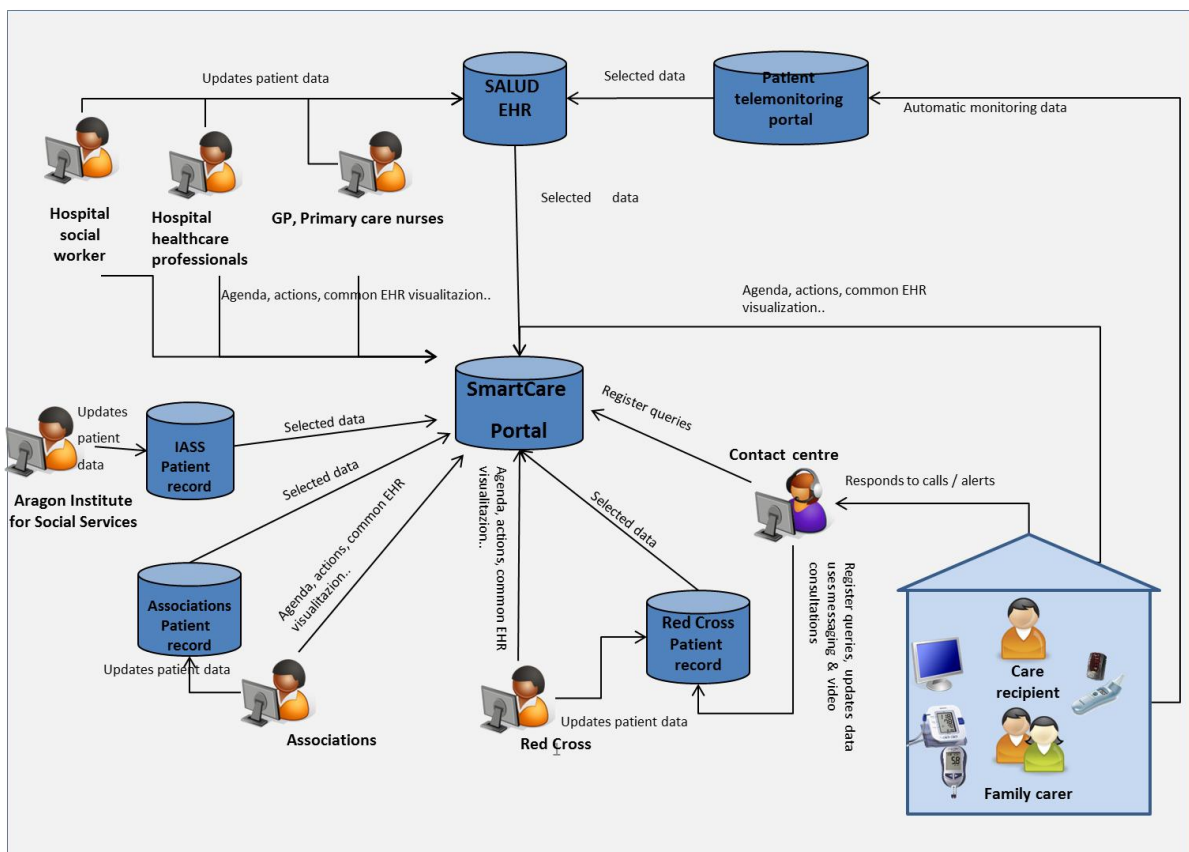 Updates patient data
SALUD
EHR
Selected data
Patient
telemonitoring
portal
Automatic monitoring data
Hospital
social
worker
Hospital
healthcare
professionals
GP, Primary care nurses
Selected data
Agenda, actions, common EHR visualitazion..
Agenda, actions, common EHR
visualization..
SmartCare
Portal
Register queries
Updates
patient
data
IASS
Patient
record
Selected data
Aragon Institute
for Social Services
Selected data
Agenda, actions, common EHR
visualitazion..
Agenda, actions, common EHR
visualitazion..
Selected data
Contact centre
Responds to calls / alerts
Register queries, updates data
uses messaging & video
consultations
Associations
Patient
record
Updates patient data
Associations
Red Cross
Patient
record
Updates patient data
Red Cross
Care
recipient
Family carer